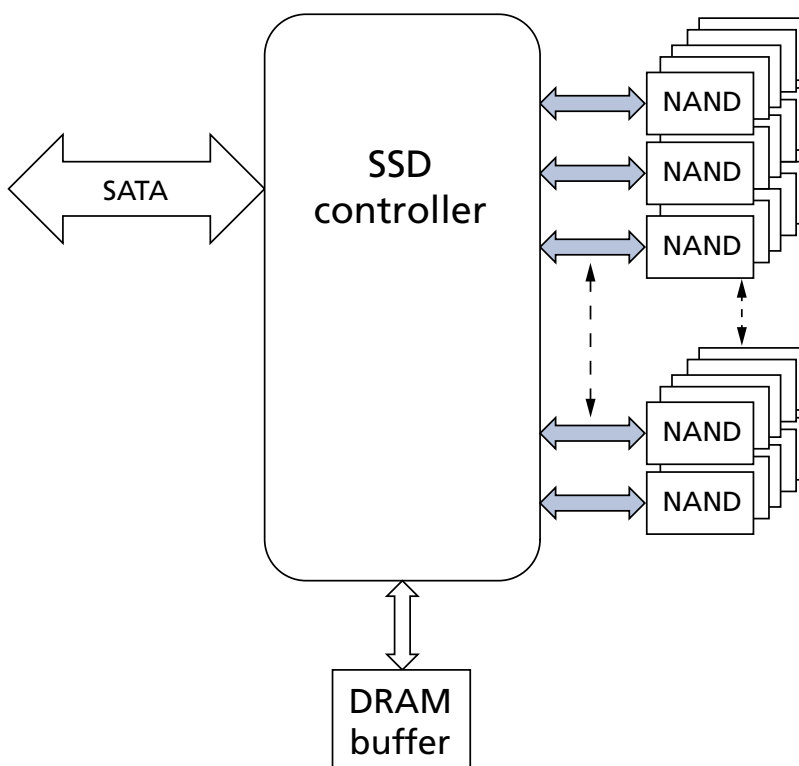 SATA
SSD
controller
NAND
NAND
NAND
NAND
NAND
DRAM
buffer